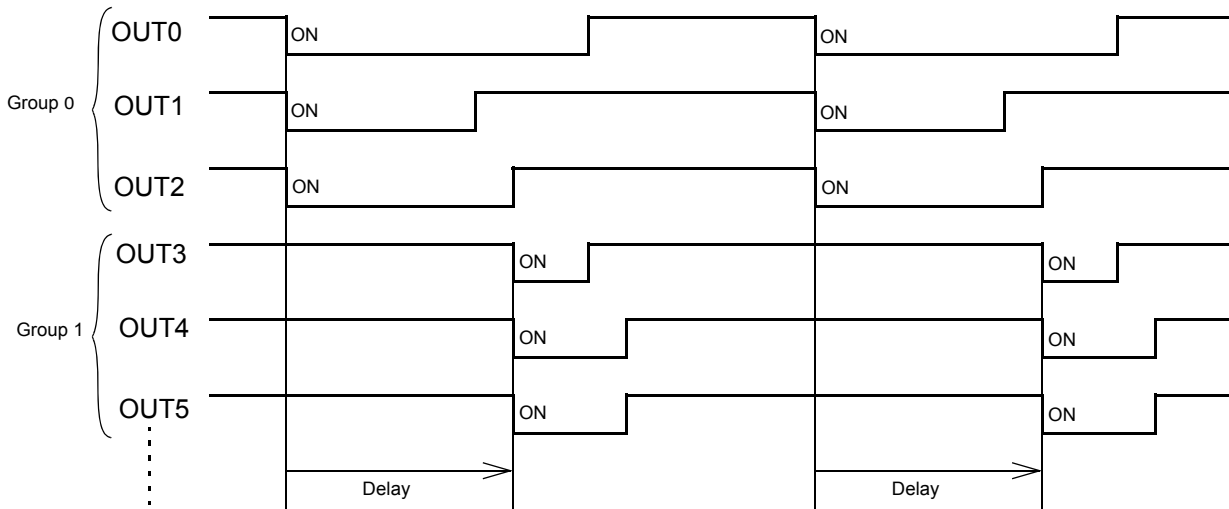 OUT0 ON ON
Group 0 OUT1 ON ON
OUT2 ON ON
OUT3 ON ON
Group 1 OUT4 ON ON
OUT5 ON ON
Delay Delay